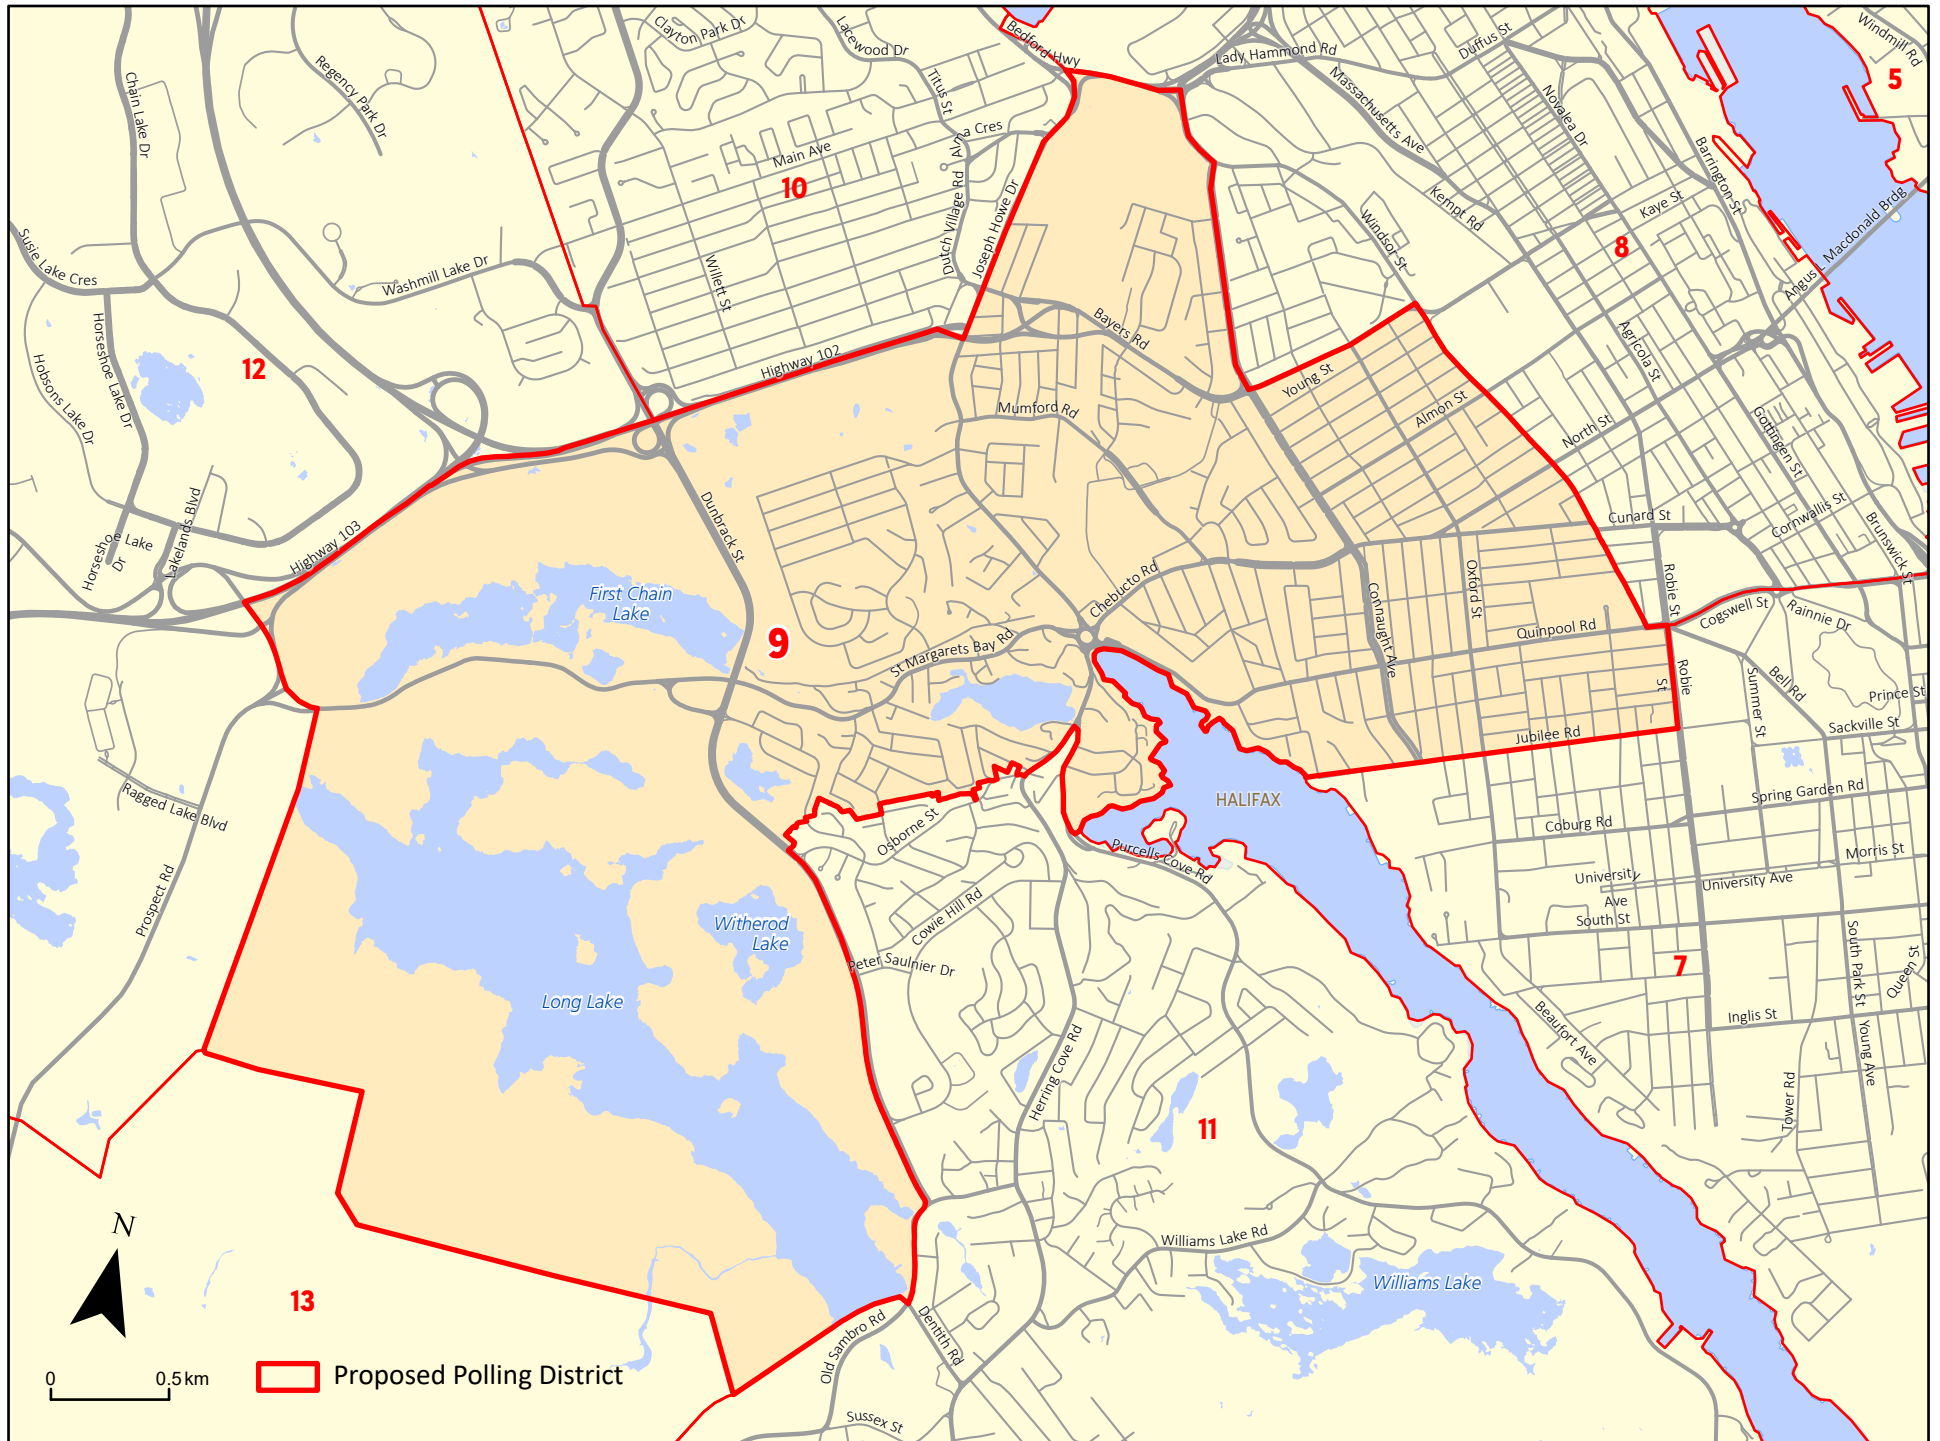 Bedford Hwy
Clayton Park Dr
Lacewood Dr
Lady Hammond Rd
Duffus St
Windmill Rd
5
Chain Lake Dr
Regency Park Dr
Titus St
Massachusetts Ave
Novalea Dr
Alma Cres
Main Ave
10
Barrington St
Dutch Village Rd
Joseph Howe Dr
Kempt Rd
Kaye St
Windsor St
8
Angus L Macdonald Brdg
Susie Lake Cres
Washmill Lake Dr
Willett St
Horseshoe Lake Dr
Hobsons Lake Dr
12
Highway 102
Bayers Rd
Young St
Agricola St
Mumford Rd
Almon St
North St
Gottingen St
Dunbrack St
Lakelands Blvd
Highway 103
Horseshoe Lake
Dr
Cunard St
Cornwallis St
Brunswick St
First Chain
Lake
9
Chebucto Rd
Connaught Ave
Oxford St
Robie St
Quinpool Rd
Cogswell St
Rainnie Dr
St Margarets Bay Rd
Robie
St
Summer St
Bell Rd
Prince St
Sackville St
Jubilee Rd
Ragged Lake Blvd
HALIFAX
Spring Garden Rd
Osborne St
Coburg Rd
Purcells Cove Rd
Morris St
University
Ave
University Ave
South St
Prospect Rd
Witherod
Lake
Cowie Hill Rd
Peter Saulnier Dr
7
South Park St
Queen St
Long Lake
Beaufort Ave
Inglis St
Young Ave
Tower Rd
Herring Cove Rd
11
N
Williams Lake Rd
Williams Lake
13
Old Sambro Rd
Dentith Rd
Proposed Polling District
0 0.5 km
Sussex St